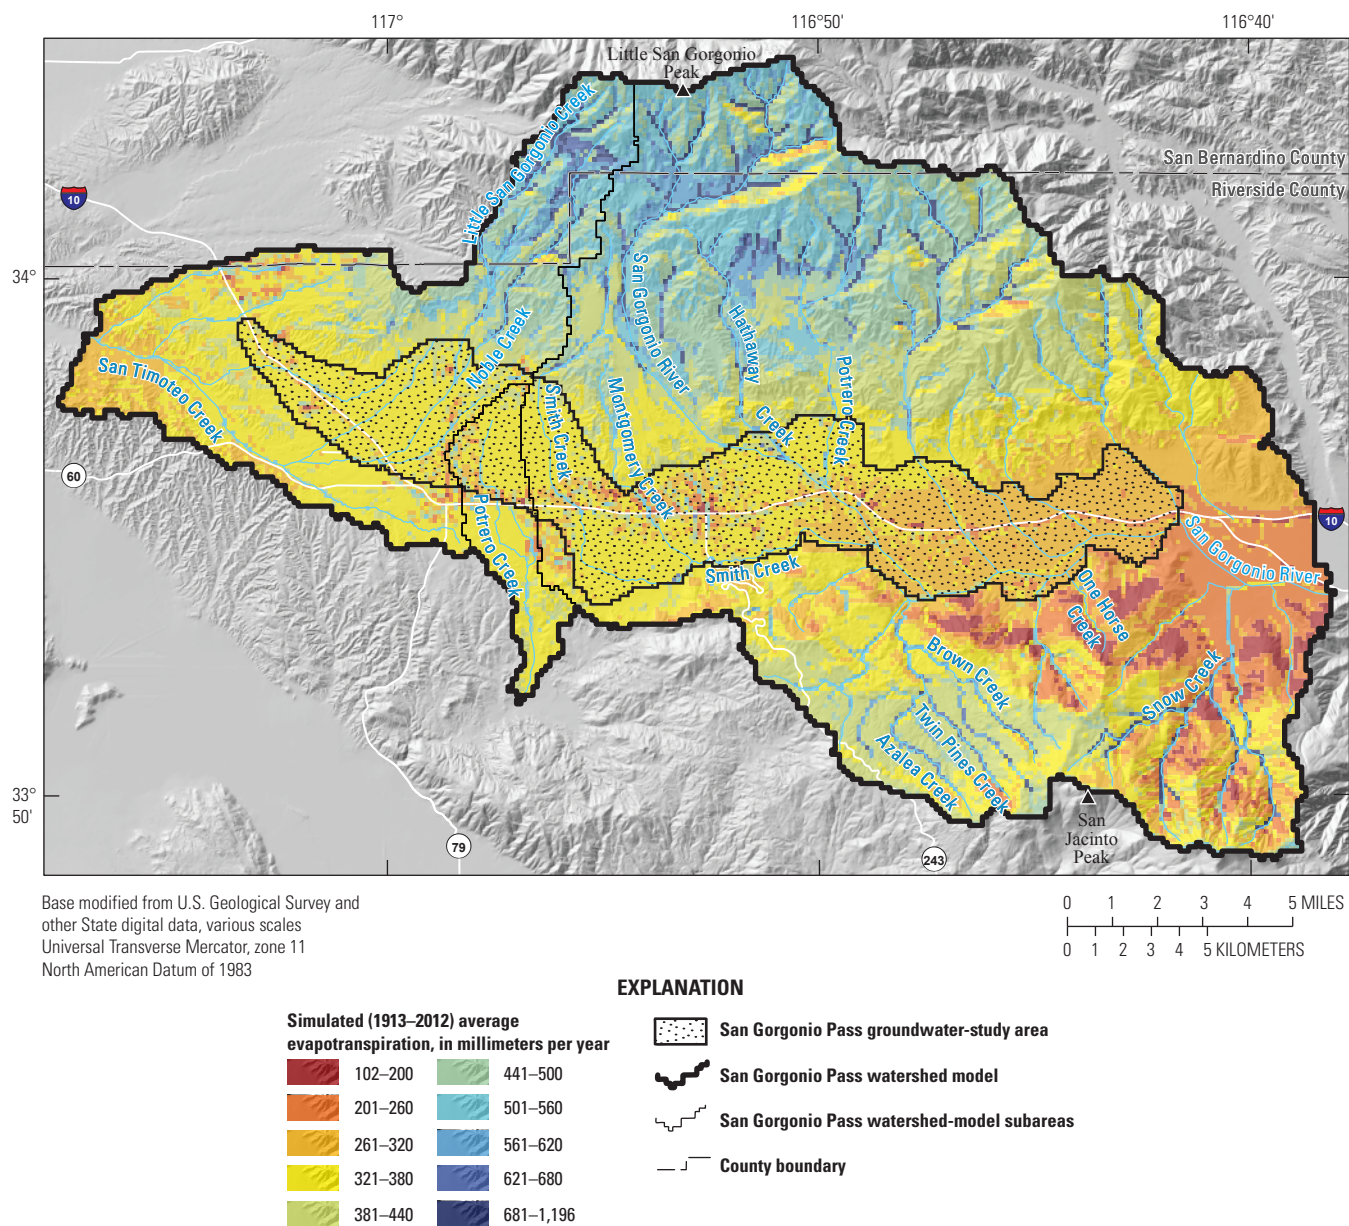 117°
116°50'
116°40'
Little San Gorgonio
Peak
Little San Gorgonio Creek
San Bernardino County
Riverside County
10
34°
San Gorgonio River
Hathaway
Creek
Noble Creek
Potrero Creek
San Timoteo Creek
Smith Creek
Montgomery Creek
60
Potrero Creek
10
San Gorgonio River
Smith Creek
One Horse
Creek
Brown Creek
Snow Creek
Twin Pines Creek
Azalea Creek
33°
50'
San
Jacinto
Peak
79
243
Base modified from U.S. Geological Survey and
other State digital data, various scales
Universal Transverse Mercator, zone 11
North American Datum of 1983
0 1 2 3 4 5 MILES
0 1 2 3 4 5 KILOMETERS
EXPLANATION
Simulated (1913–2012) average
evapotranspiration, in millimeters per year
102–200
201–260
261–320
321–380
381–440
441–500
501–560
561–620
621–680
681–1,196
San Gorgonio Pass groundwater-study area
San Gorgonio Pass watershed model
San Gorgonio Pass watershed-model subareas
County boundary